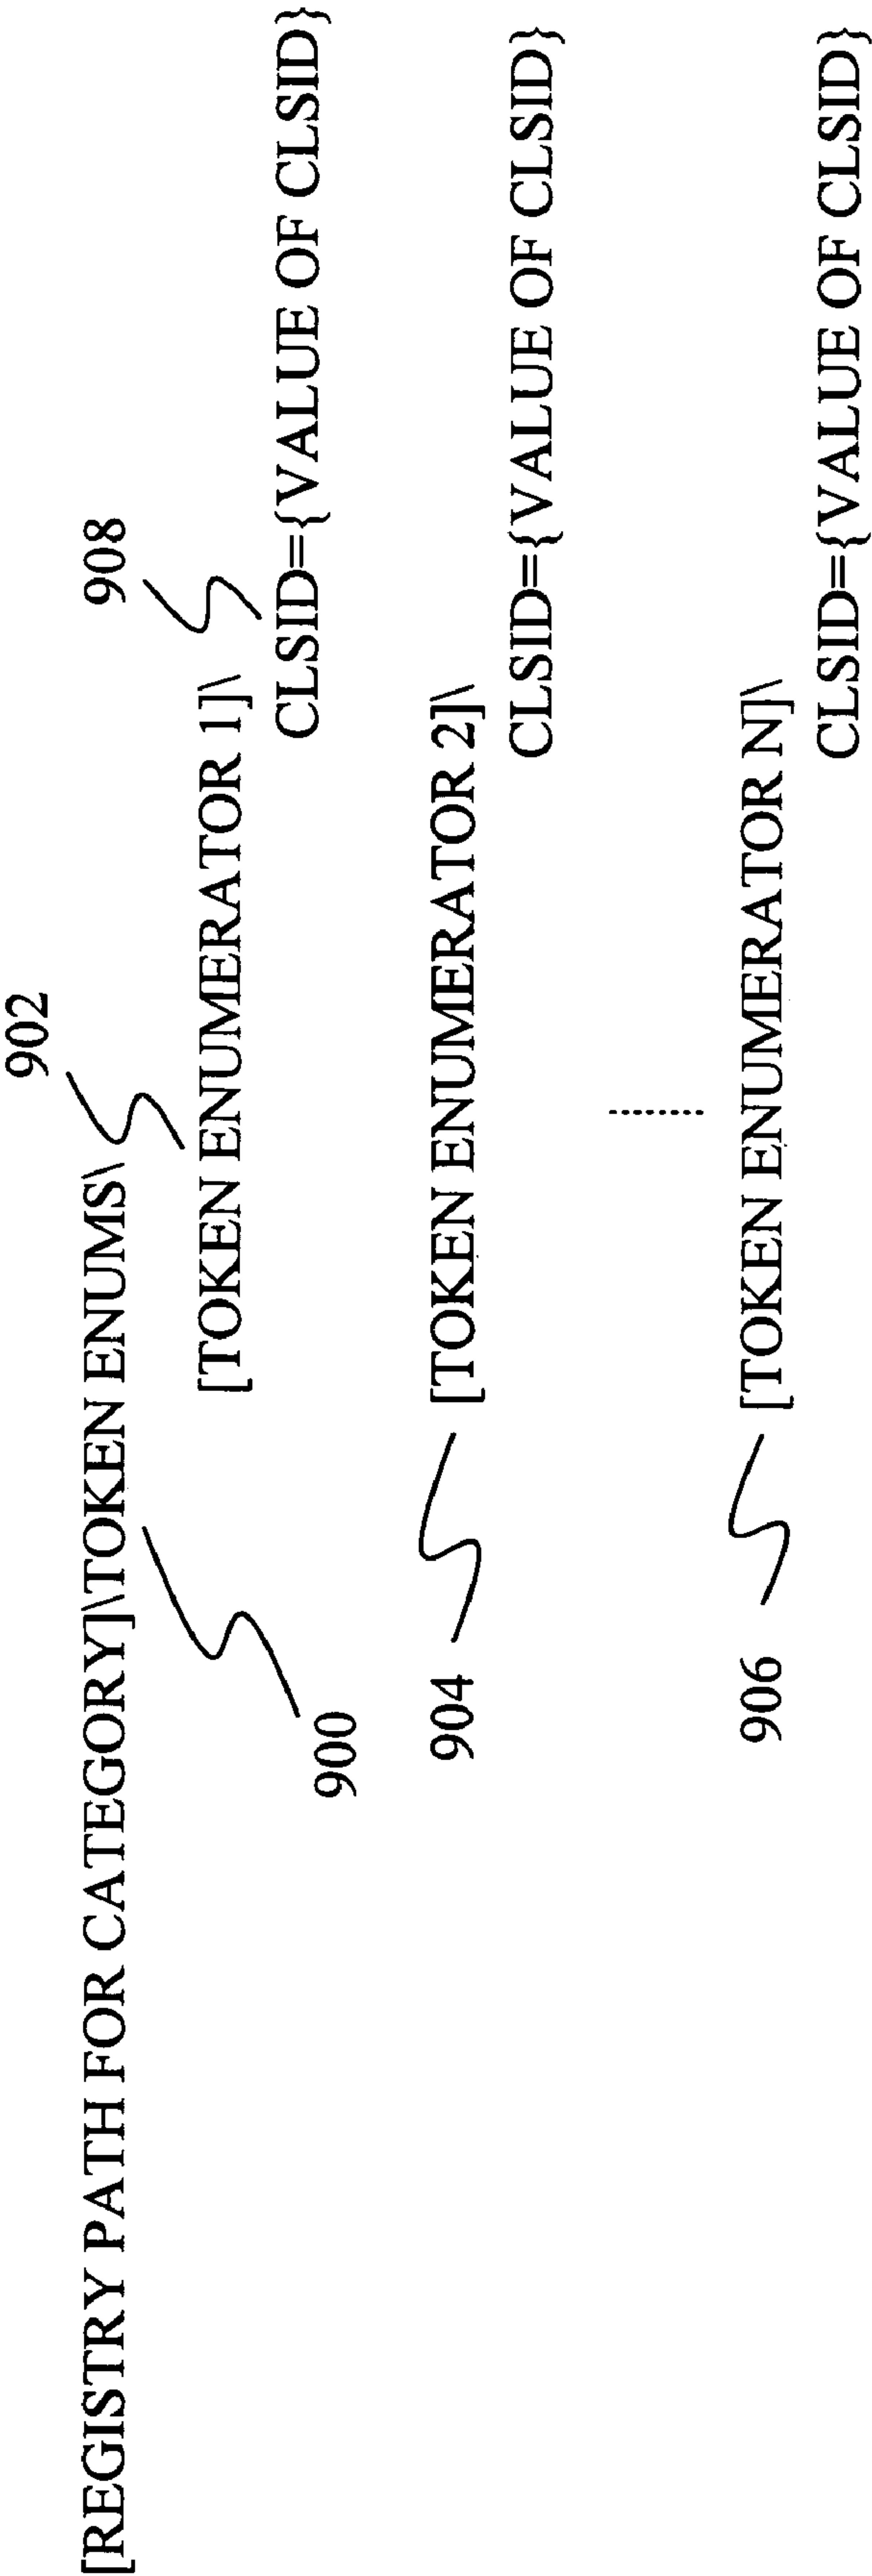 902
[REGISTRY PATH FOR CATEGORY]\TOKEN ENUMS\
908
[TOKEN ENUMERATOR 1]\
CLSID={VALUE OF CLSID}
900
904 [TOKEN ENUMERATOR 2]\
CLSID={VALUE OF CLSID}
906 [TOKEN ENUMERATOR N]\
CLSID={VALUE OF CLSID}